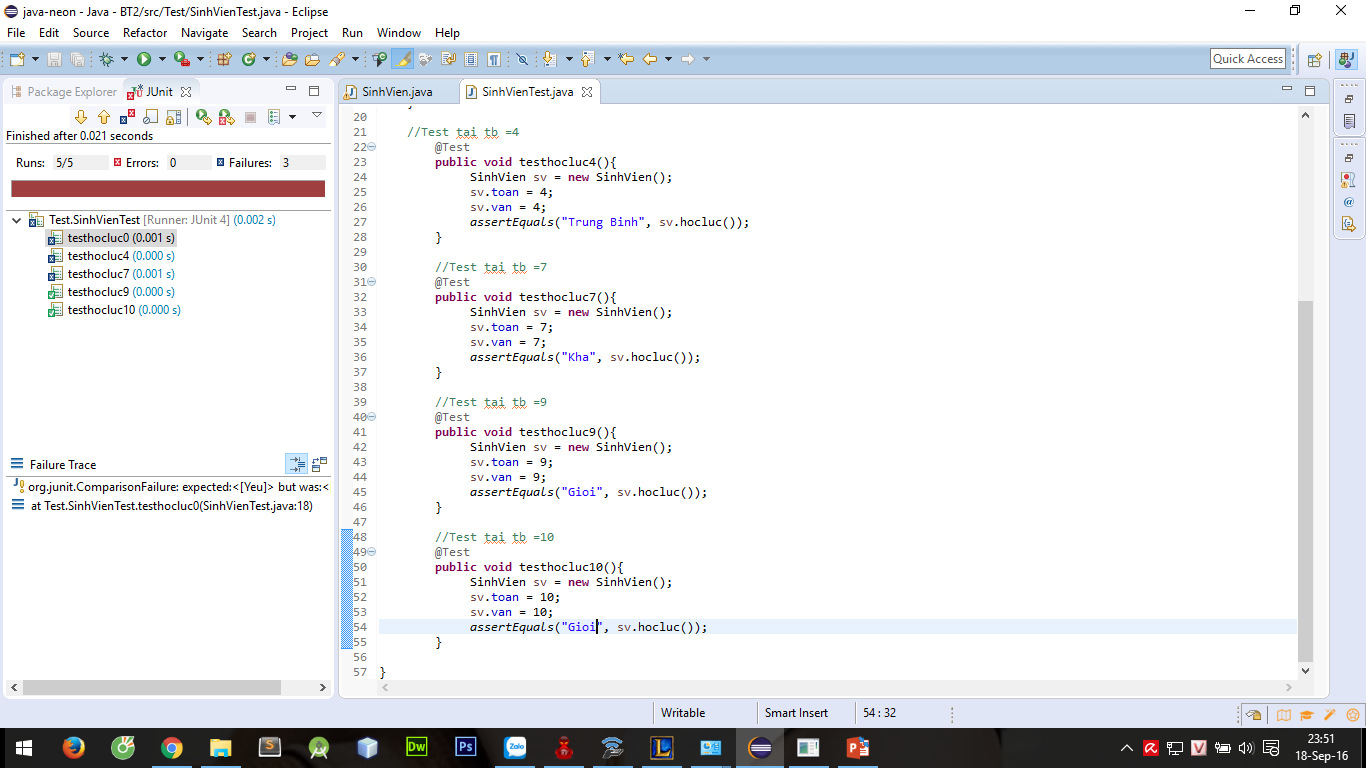 java-neon - Java - BT2/src/Test/SinhVienTest.java - Eclipse
File Edit Source Refactor Navigate Search Project Run Window Help
Quick Access
Package Explorer JUnit
Finished after 0.021 seconds
Runs: 5/5 Errors: 0 Failures: 3
Test.SinhVienTest [Runner: JUnit 4] (0.002 s)
testhocluc0 (0.001 s)
testhocluc4 (0.000 s)
testhocluc7 (0.001 s)
testhocluc9 (0.000 s)
testhocluc10 (0.000 s)
Failure Trace
org.junit.ComparisonFailure: expected:<[Yeu]> but was:<
at Test.SinhVienTest.testhocluc0(SinhVienTest.java:18)
SinhVien.java SinhVienTest.java
20
21 //Test tai tb =4
22 @Test
23 public void testhocluc4(){
24 SinhVien sv = new SinhVien();
25 sv.toan = 4;
26 sv.van = 4;
27 assertEquals("Trung Binh", sv.hocluc());
28 }
29
30 //Test tai tb =7
31 @Test
32 public void testhocluc7(){
33 SinhVien sv = new SinhVien();
34 sv.toan = 7;
35 sv.van = 7;
36 assertEquals("Kha", sv.hocluc());
37 }
38
39 //Test tai tb =9
40 @Test
41 public void testhocluc9(){
42 SinhVien sv = new SinhVien();
43 sv.toan = 9;
44 sv.van = 9;
45 assertEquals("Gioi", sv.hocluc());
46 }
47
48 //Test tai tb =10
49 @Test
50 public void testhocluc10(){
51 SinhVien sv = new SinhVien();
52 sv.toan = 10;
53 sv.van = 10;
54 assertEquals("Gioi", sv.hocluc());
55 }
56
57 }
Writable Smart Insert 54 : 32
S Dw Ps Zalo L P V 23:51
18-Sep-16